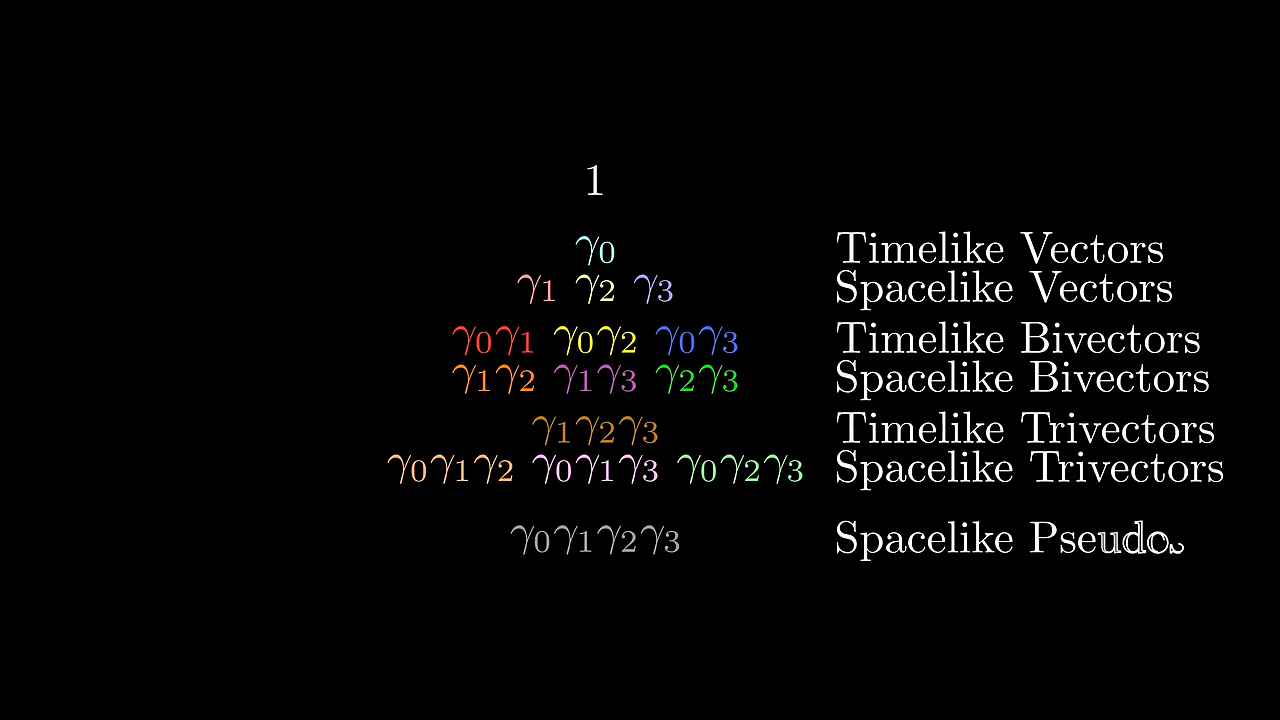 1
γ₀ Timelike Vectors
γ₁ γ₂ γ₃ Spacelike Vectors
γ₀γ₁ γ₀γ₂ γ₀γ₃ Timelike Bivectors
γ₁γ₂ γ₁γ₃ γ₂γ₃ Spacelike Bivectors
γ₁γ₂γ₃ Timelike Trivectors
γ₀γ₁γ₂ γ₀γ₁γ₃ γ₀γ₂γ₃ Spacelike Trivectors
γ₀γ₁γ₂γ₃ Spacelike Pseudo